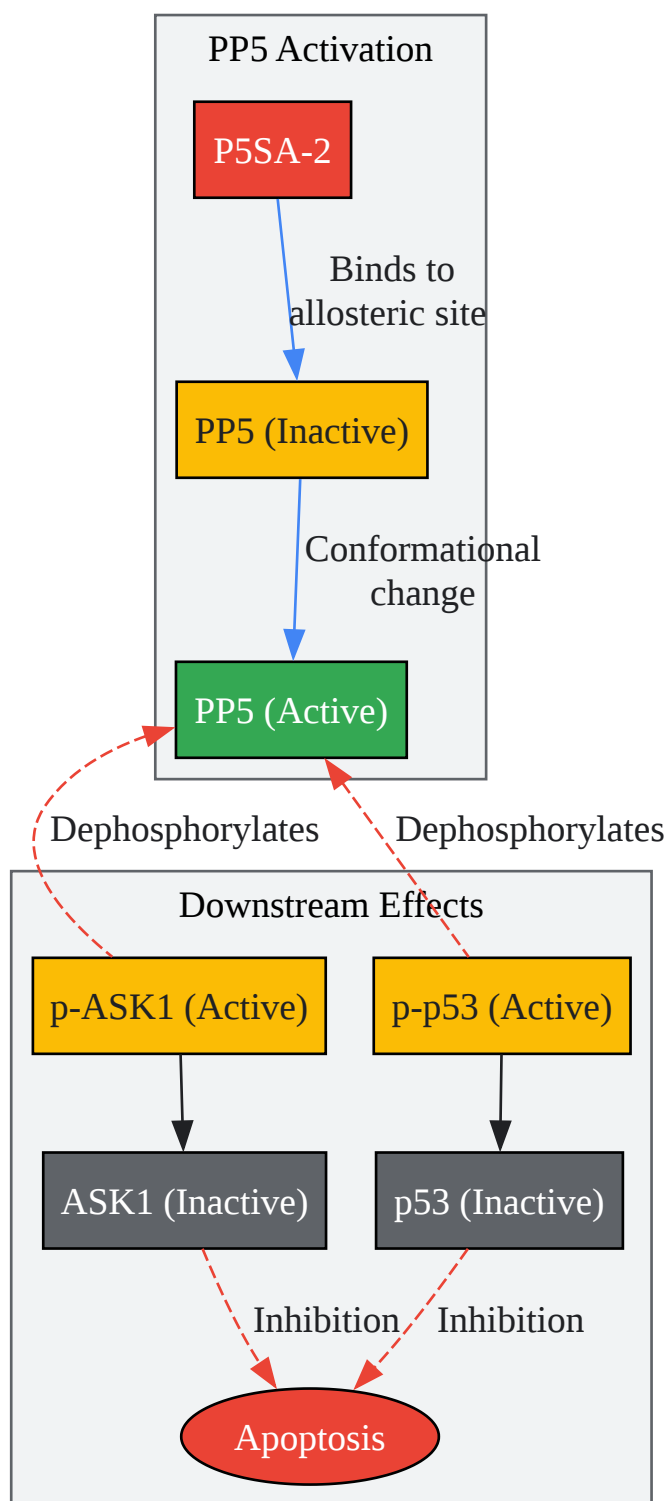 PP5 Activation
P5SA-2
Binds to
allosteric site
PP5 (Inactive)
Conformational
change
PP5 (Active)
Dephosphorylates
Dephosphorylates
Downstream Effects
p-ASK1 (Active)
p-p53 (Active)
ASK1 (Inactive)
p53 (Inactive)
Inhibition
Inhibition
Apoptosis